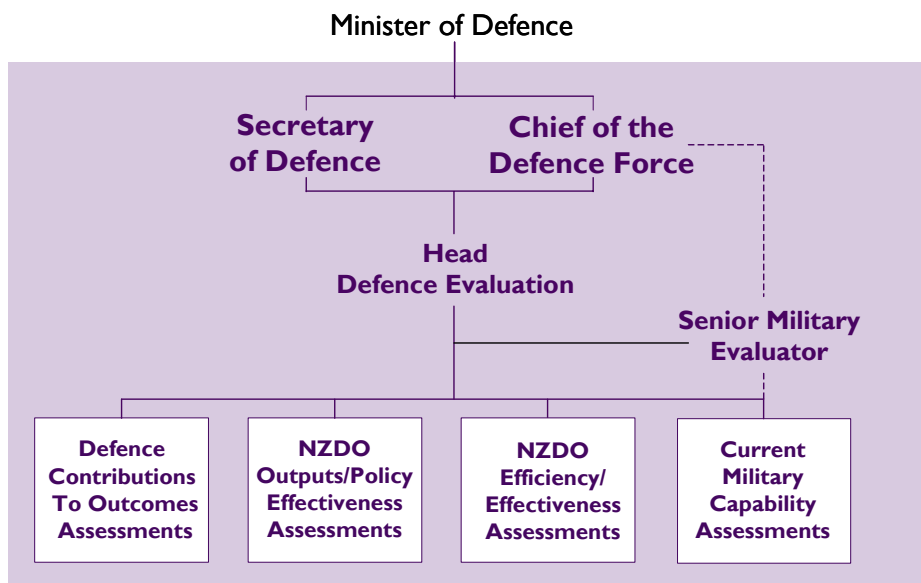 Minister of Defence
Secretary
of Defence
Chief of the
Defence Force
Head
Defence Evaluation
Senior Military
Evaluator
Defence
Contributions
To Outcomes
Assessments
NZDO
Outputs/Policy
Effectiveness
Assessments
NZDO
Efficiency/
Effectiveness
Assessments
Current
Military
Capability
Assessments